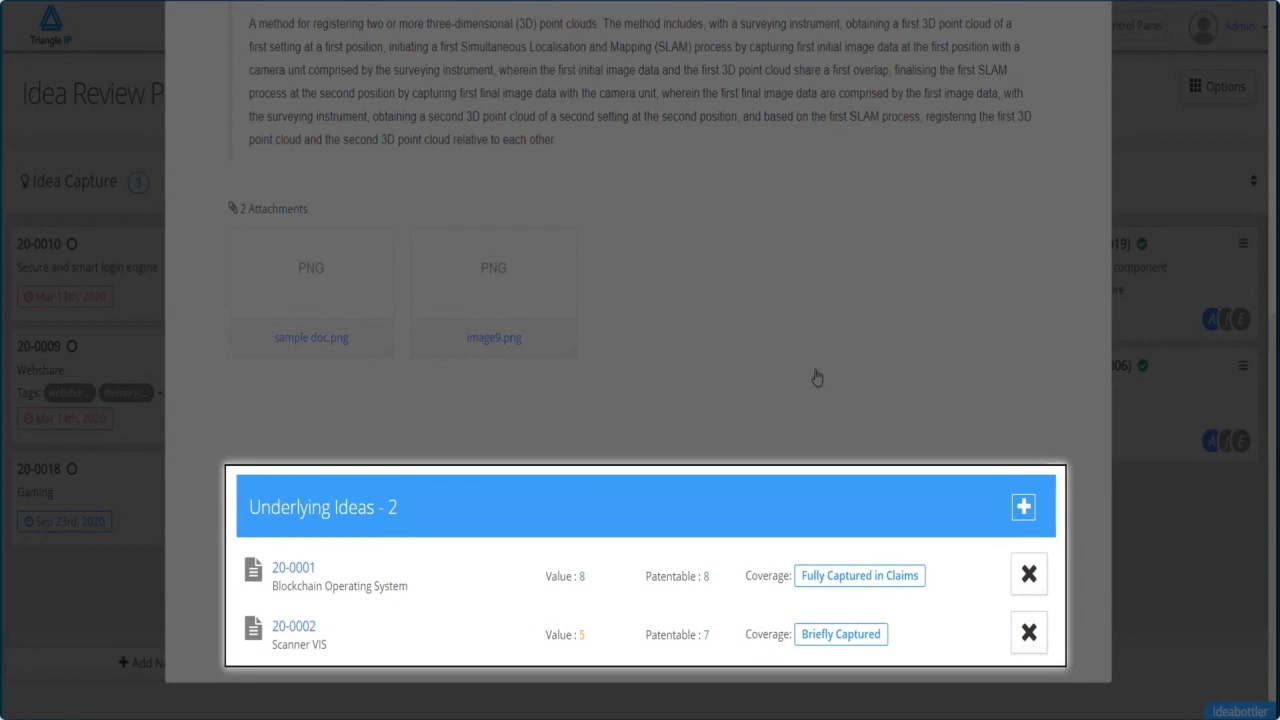 Triangle IP
ntrol Panel
Admin
Idea Review P
Options
A method for registering two or more three-dimensional (3D) point clouds. The method includes, with a surveying instrument, obtaining a first 3D point cloud of a
first setting at a first position, initiating a first Simultaneous Localisation and Mapping (SLAM) process by capturing first initial image data at the first position with a
camera unit comprised by the surveying instrument, wherein the first initial image data and the first 3D point cloud share a first overlap, finalising the first SLAM
process at the second position by capturing first final image data with the camera unit, wherein the first final image data are comprised by the first image data, with
the surveying instrument, obtaining a second 3D point cloud of a second setting at the second position, and based on the first SLAM process, registering the first 3D
point cloud and the second 3D point cloud relative to each other.
Idea Capture 3
20-0010
Secure and smart login engine
Mar 13th, 2020
20-0009
Webshare
Tags: webshar...
Mar 14th, 2020
20-0018
Gaming
Sep 23rd, 2020
Add N
2 Attachments
PNG
PNG
sample doc.png
image9.png
019)
component
ore
A E
006)
A E
Underlying Ideas - 2
20-0001
Blockchain Operating System
Value : 8
Patentable : 8
Coverage: Fully Captured in Claims
20-0002
Scanner VIS
Value : 5
Patentable : 7
Coverage: Briefly Captured
Ideabottler